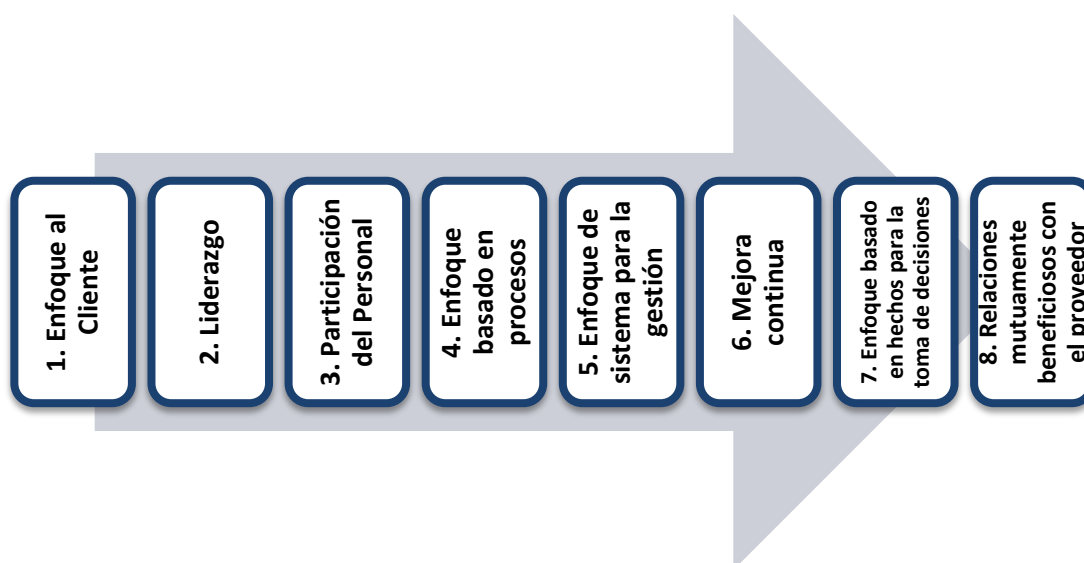 1. Enfoque al
Cliente
2. Liderazgo
3. Participación
del Personal
4. Enfoque
basado en
procesos
5. Enfoque de
sistema para la
gestión
6. Mejora
continua
7. Enfoque basado
en hechos para la
toma de decisiones
8. Relaciones
mutuamente
beneficiosos con
el proveedor